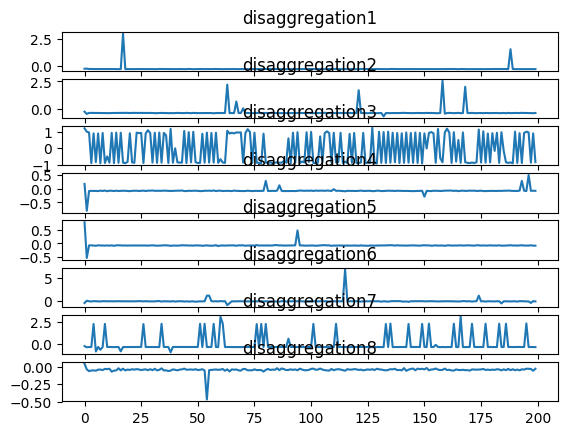 disaggregation1
2.5
0.0
disaggregation2
2.5
0.0
disaggregation3
1
0
−1
disaggregation4
0.5
0.0
−0.5
disaggregation5
0.5
0.0
−0.5
disaggregation6
5
0
disaggregation7
2.5
0.0
disaggregation8
0.00
−0.25
−0.50
0 25 50 75 100 125 150 175 200